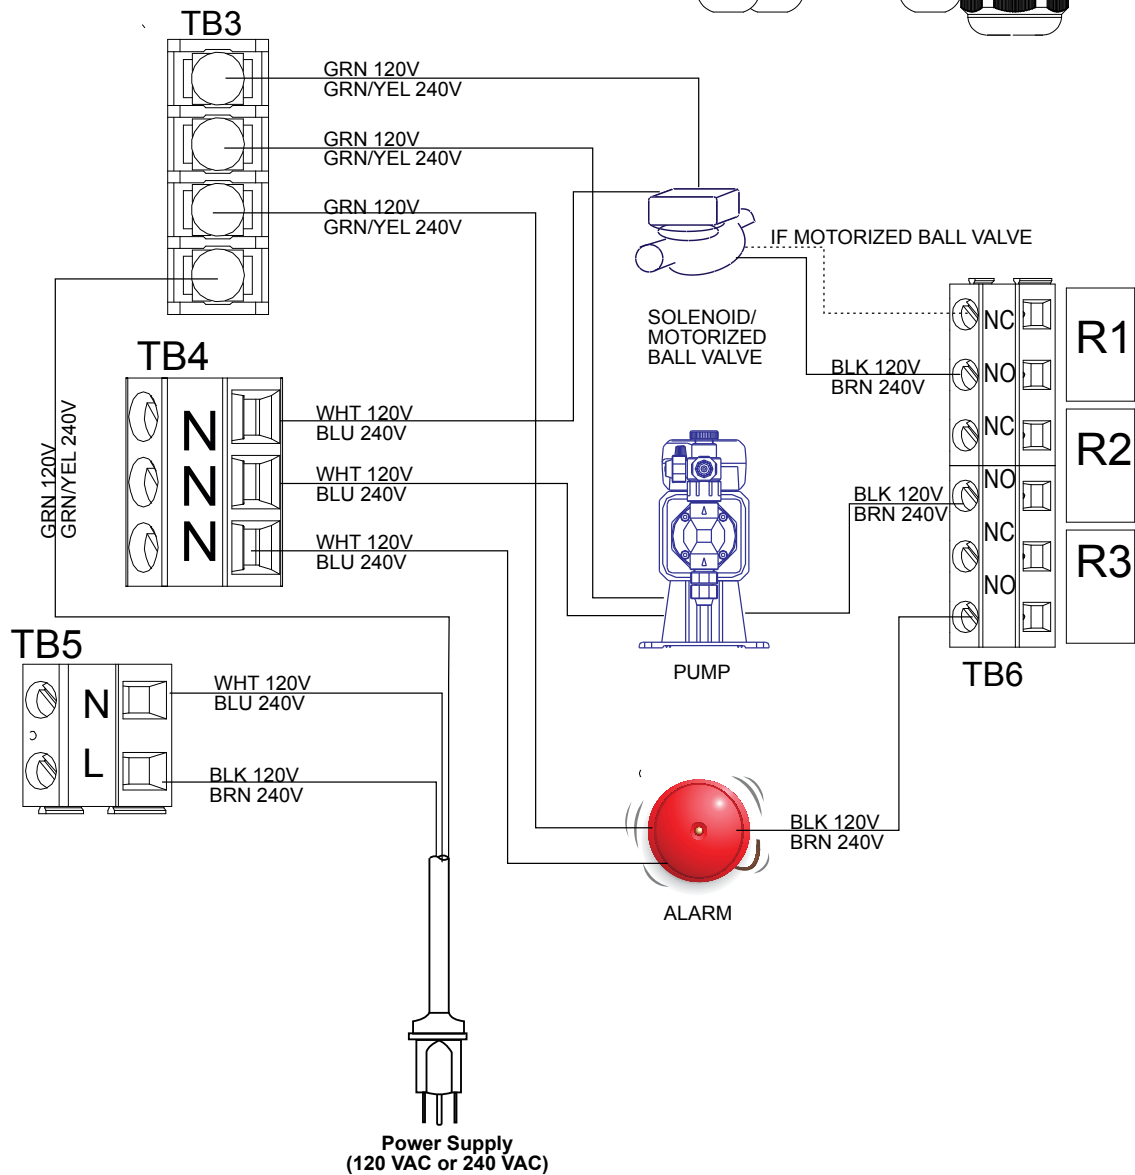 TB3
GRN 120V
GRN/YEL 240V
GRN 120V
GRN/YEL 240V
GRN 120V
GRN/YEL 240V
IF MOTORIZED BALL VALVE
SOLENOID/
MOTORIZED
BALL VALVE
NC
NO
NC
NO
NC
NO
R1
R2
R3
BLK 120V
BRN 240V
BLK 120V
BRN 240V
TB6
TB4
N
N
N
WHT 120V
BLU 240V
WHT 120V
BLU 240V
WHT 120V
BLU 240V
GRN 120V
GRN/YEL 240V
PUMP
TB5
N
L
WHT 120V
BLU 240V
BLK 120V
BRN 240V
BLK 120V
BRN 240V
ALARM
Power Supply
(120 VAC or 240 VAC)